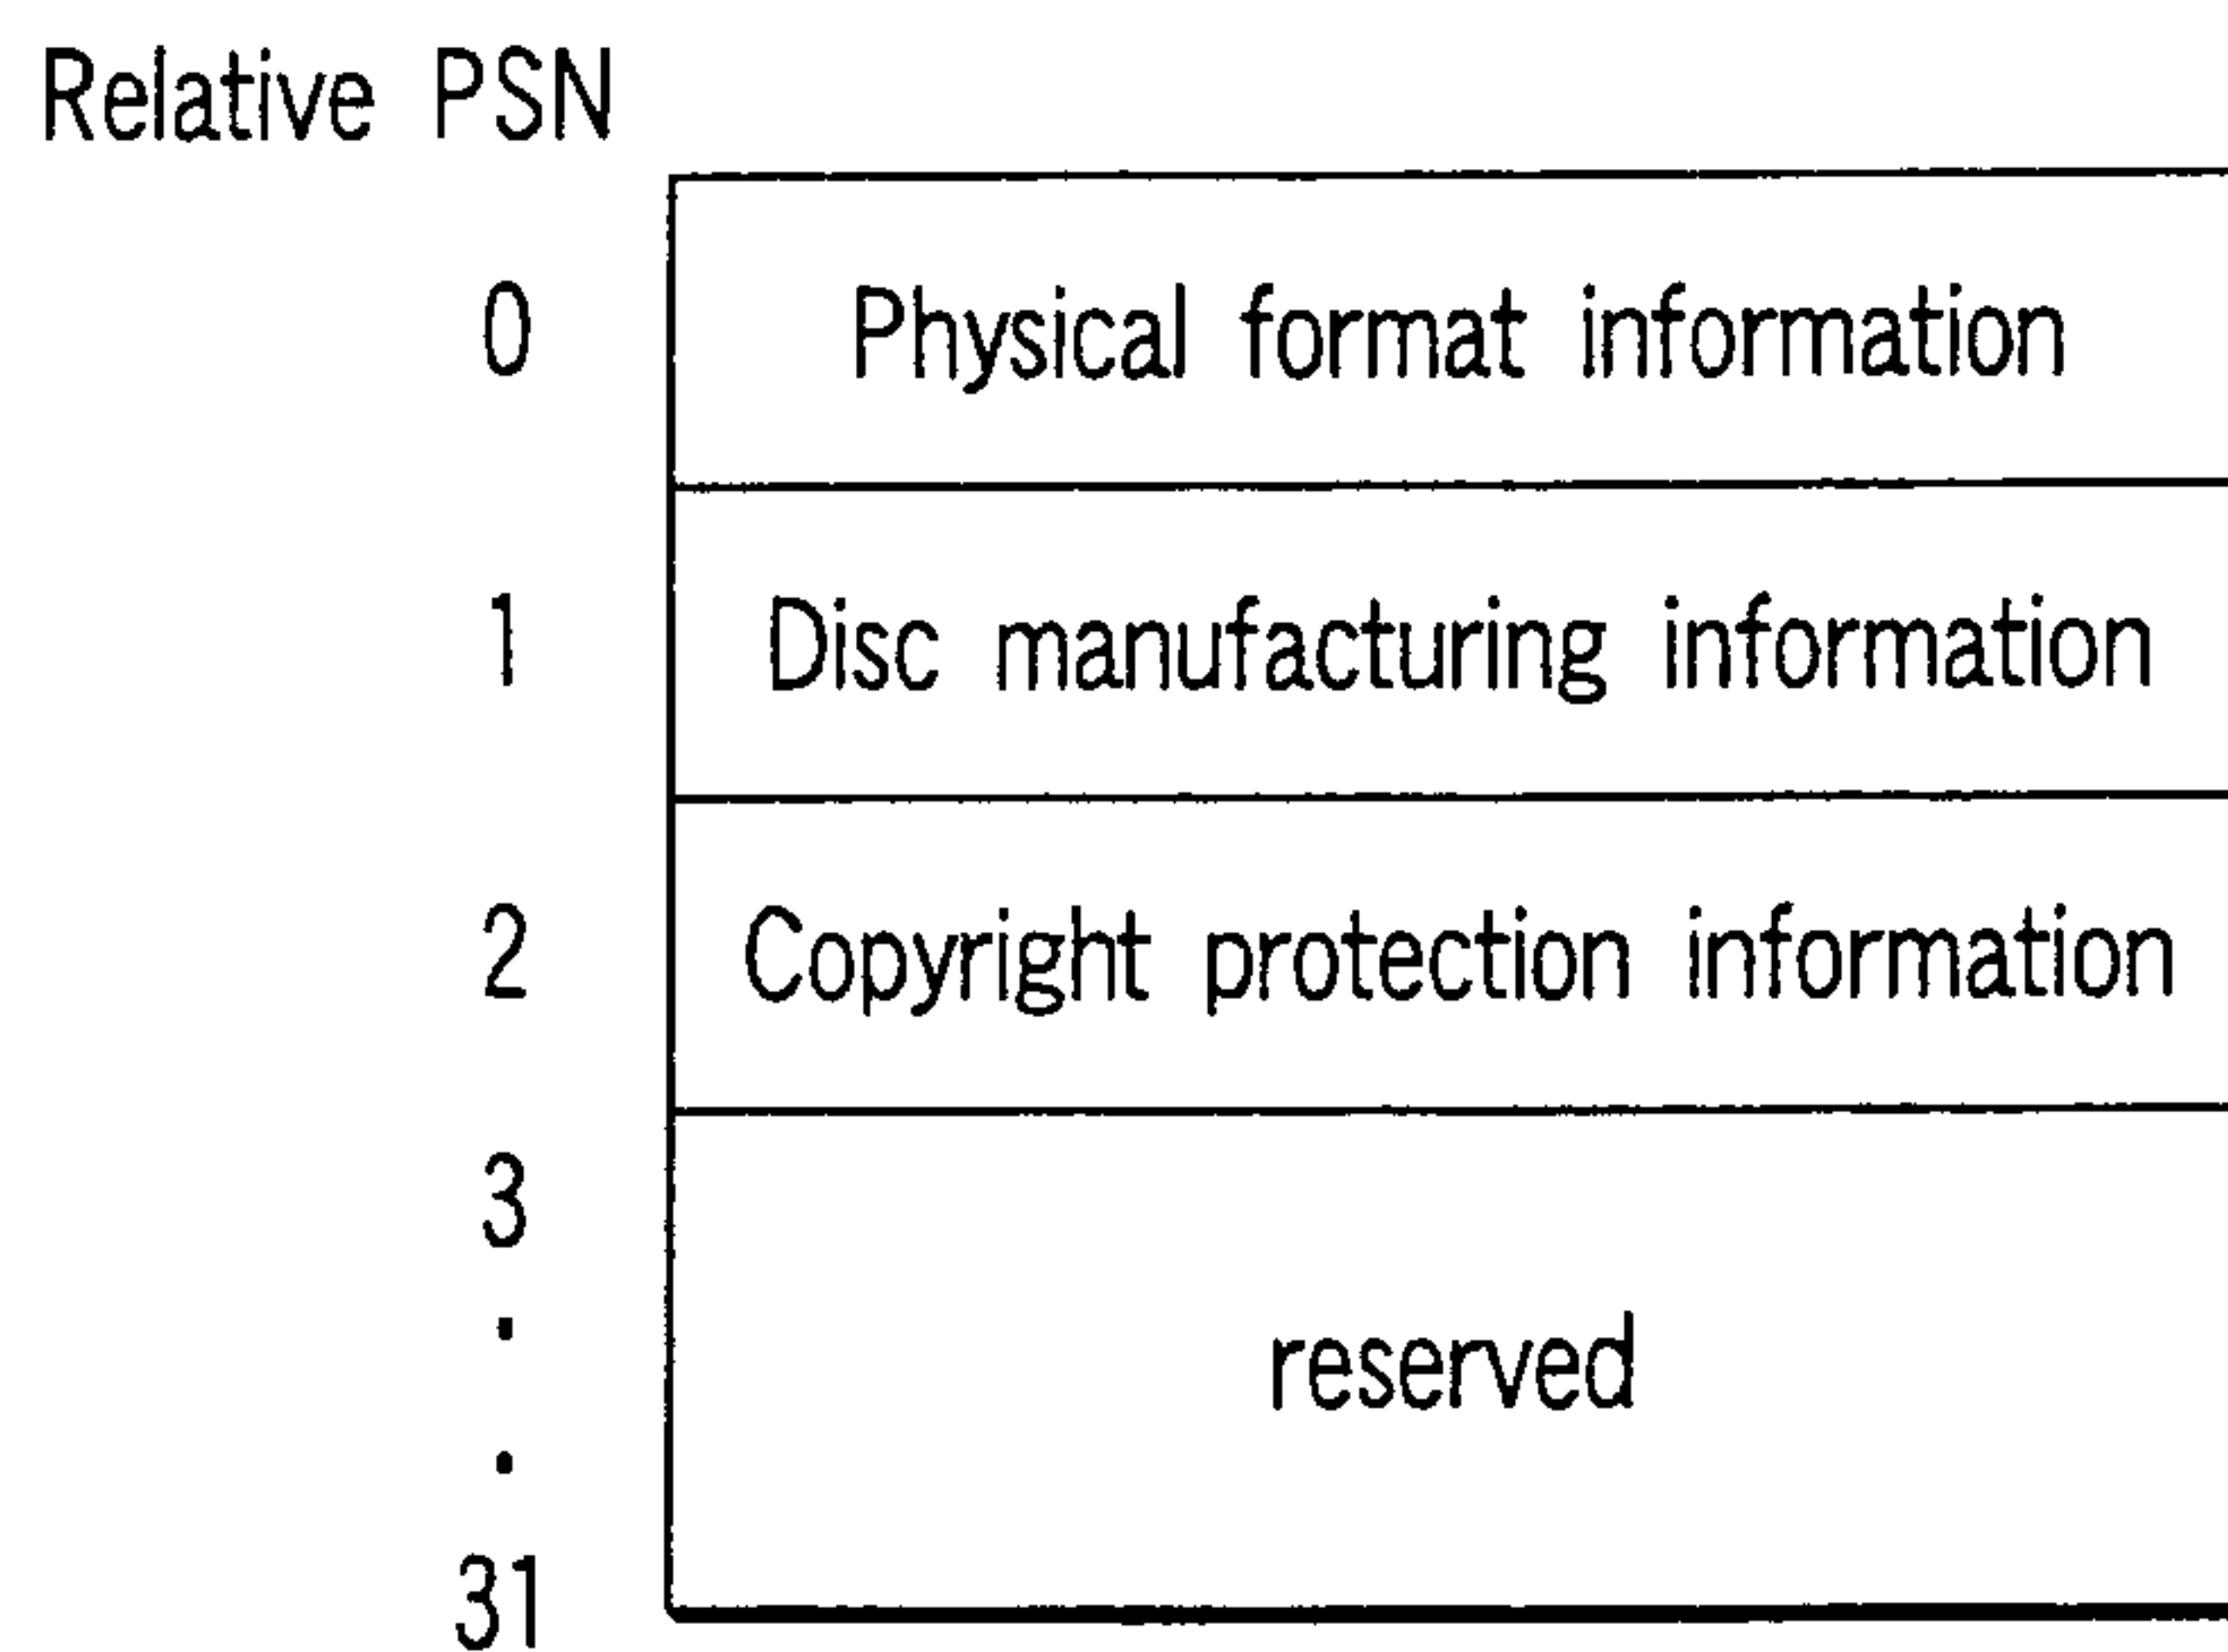 Relative PSN
0 Physical format information
1 Disc manufacturing information
2 Copyright protection information
3
.
reserved
.
31